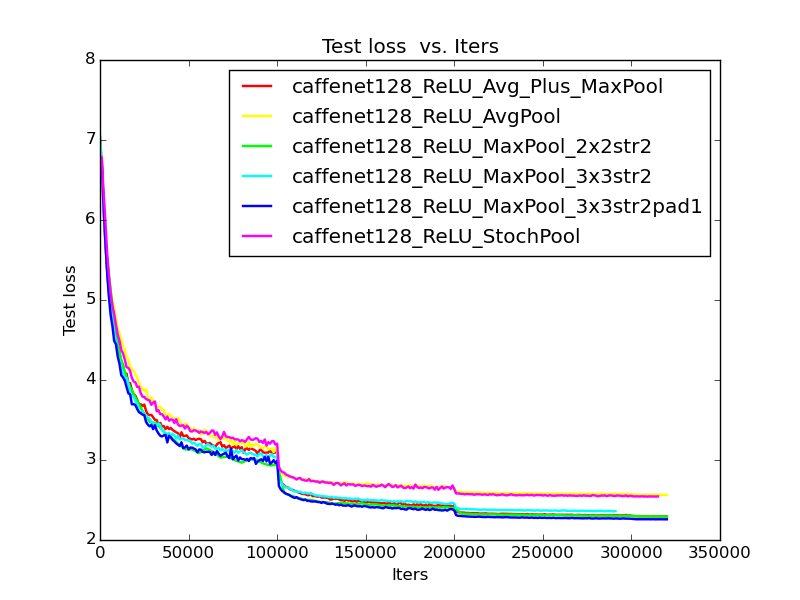 Test loss  vs. Iters
8
7
6
5
4
3
2
Test loss
caffenet128_ReLU_Avg_Plus_MaxPool
caffenet128_ReLU_AvgPool
caffenet128_ReLU_MaxPool_2x2str2
caffenet128_ReLU_MaxPool_3x3str2
caffenet128_ReLU_MaxPool_3x3str2pad1
caffenet128_ReLU_StochPool
0 50000 100000 150000 200000 250000 300000 350000
Iters